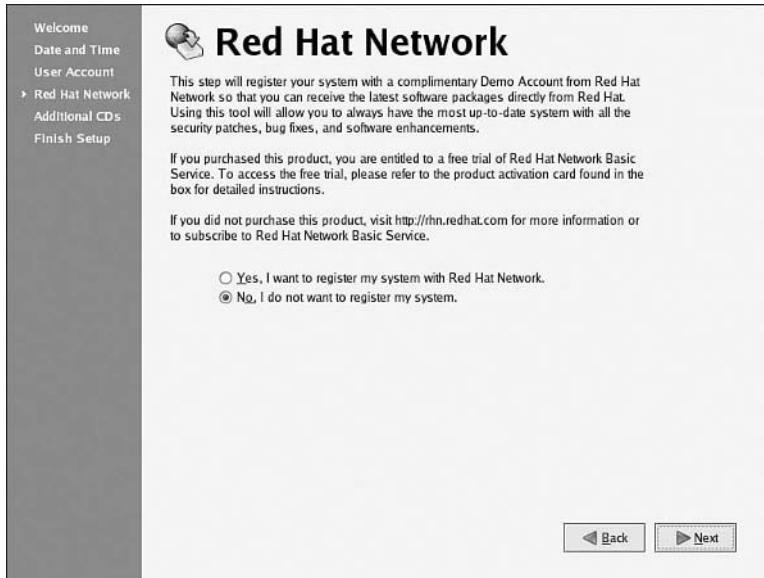 Welcome
Date and Time
User Account
Red Hat Network
Additional CDs
Finish Setup
Red Hat Network
This step will register your system with a complimentary Demo Account from Red Hat
Network so that you can receive the latest software packages directly from Red Hat.
Using this tool will allow you to always have the most up-to-date system with all the
security patches, bug fixes, and software enhancements.
If you purchased this product, you are entitled to a free trial of Red Hat Network Basic
Service. To access the free trial, please refer to the product activation card found in the
box for detailed instructions.
If you did not purchase this product, visit http://rhn.redhat.com for more information or
to subscribe to Red Hat Network Basic Service.
Yes, I want to register my system with Red Hat Network.
No, I do not want to register my system.
Back
Next